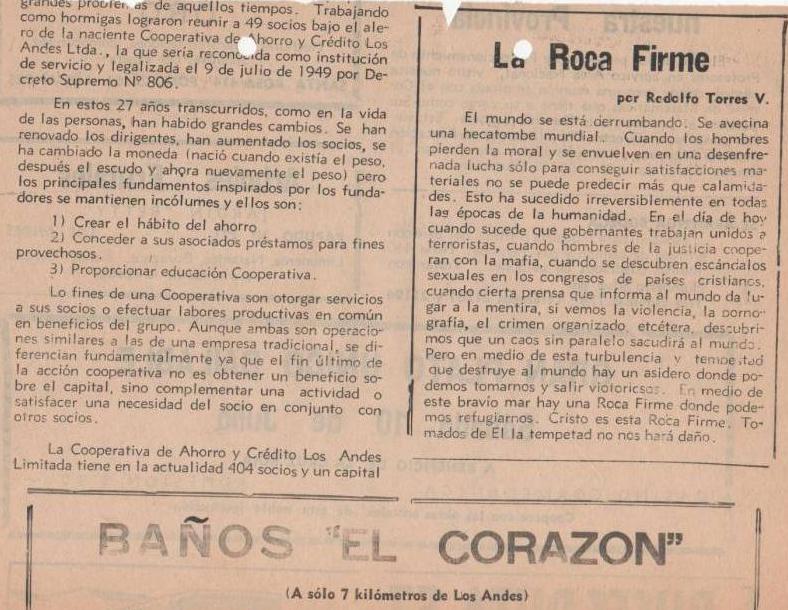 grandes problemas de aquellos tiempos. Trabajando
como hormigas lograron reunir a 49 socios bajo el ale-
ro de la naciente Cooperativa de Ahorro y Crédito Los
Andes Ltda., la que sería reconocida como institución
de servicio y legalizada el 9 de julio de 1949 por De-
creto Supremo Nº 806.
En estos 27 años transcurridos, como en la vida
de las personas, han habido grandes cambios. Se han
renovado los dirigentes, han aumentado los socios, se
ha cambiado la moneda (nació cuando existía el peso,
después el escudo y ahora nuevamente el peso) pero
los principales fundamentos inspirados por los funda-
dores se mantienen incólumes y ellos son:
1) Crear el hábito del ahorro
2) Conceder a sus asociados préstamos para fines
provechosos.
3) Proporcionar educación Cooperativa.
Lo fines de una Cooperativa son otorgar servicios
a sus socios o efectuar labores productivas en común
en beneficios del grupo. Aunque ambas son operacio-
nes similares a las de una empresa tradicional, se di-
ferencian fundamentalmente ya que el fin último de
la acción cooperativa no es obtener un beneficio so-
bre el capital, sino complementar una actividad o
satisfacer una necesidad del socio en conjunto con
otros socios.
La Cooperativa de Ahorro y Crédito Los Andes
Limitada tiene en la actualidad 404 socios y un capital
La Roca Firme
por Rodolfo Torres V.
El mundo se está derrumbando. Se avecina
una hecatombe mundial. Cuando los hombres
pierden la moral y se envuelven en una desenfre-
nada lucha sólo para conseguir satisfacciones ma-
teriales no se puede predecir más que calamida-
des. Esto ha sucedido irreversiblemente en todas
las épocas de la humanidad. En el día de hoy
cuando sucede que gobernantes trabajan unidos a
terroristas, cuando hombres de la justicia coope-
ran con la mafia, cuando se descubren escándalos
sexuales en los congresos de países cristianos,
cuando cierta prensa que informa al mundo da lu-
gar a la mentira, si vemos la violencia, la porno-
grafía, el crimen organizado, etcétera, descubri-
mos que un caos sin paralelo sacudirá al mundo.
Pero en medio de esta turbulencia y tempestad
que destruye al mundo hay un asidero donde po-
demos tomarnos y salir victoriosos. En medio de
este bravío mar hay una Roca Firme donde pode-
mos refugiarnos. Cristo es esta Roca Firme. To-
mados de El la tempetad no nos hará daño.
BAÑOS "EL CORAZON"
(A sólo 7 kilómetros de Los Andes)